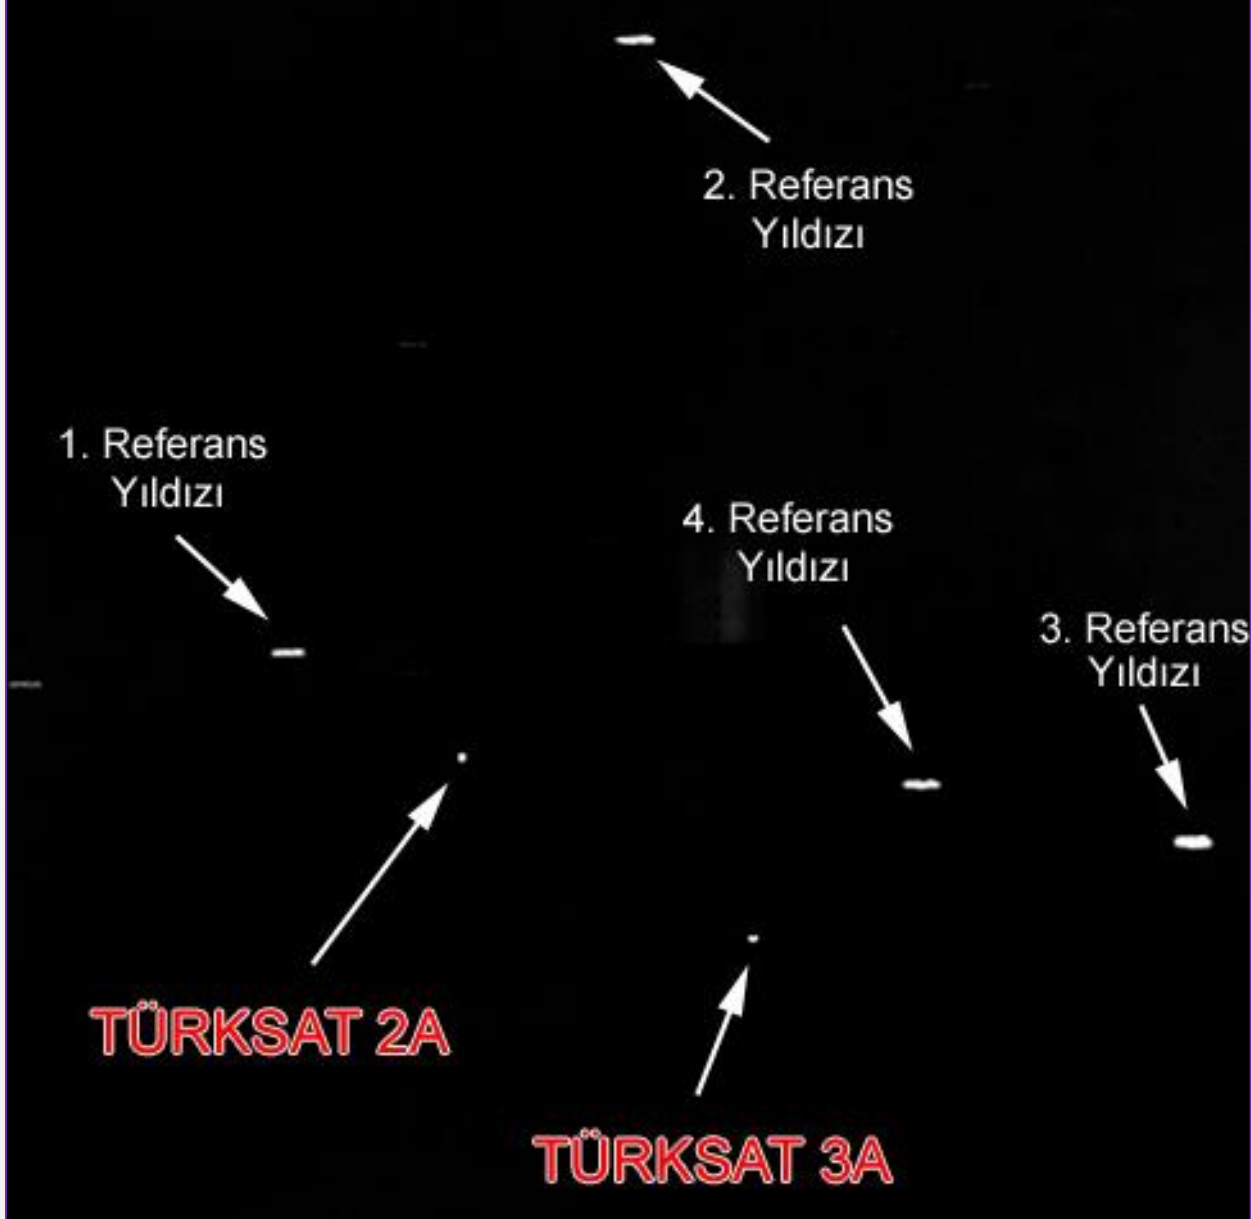 2. Referans
Yıldızı
1. Referans
Yıldızı
4. Referans
Yıldızı
3. Referans
Yıldızı
TÜRKSAT 2A
TÜRKSAT 3A